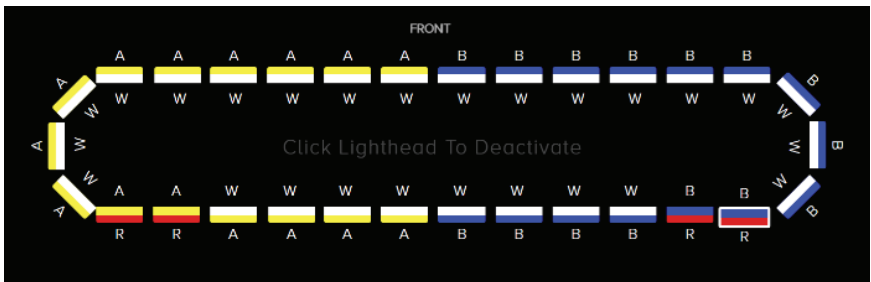 FRONT
A A A A A A B B B B B B
A W W W W W W W W W W W W B
W W
A W Click Lighthead To Deactivate W B
W W
A A A W W W W W W W W B B B
R R A A A A B B B B R R